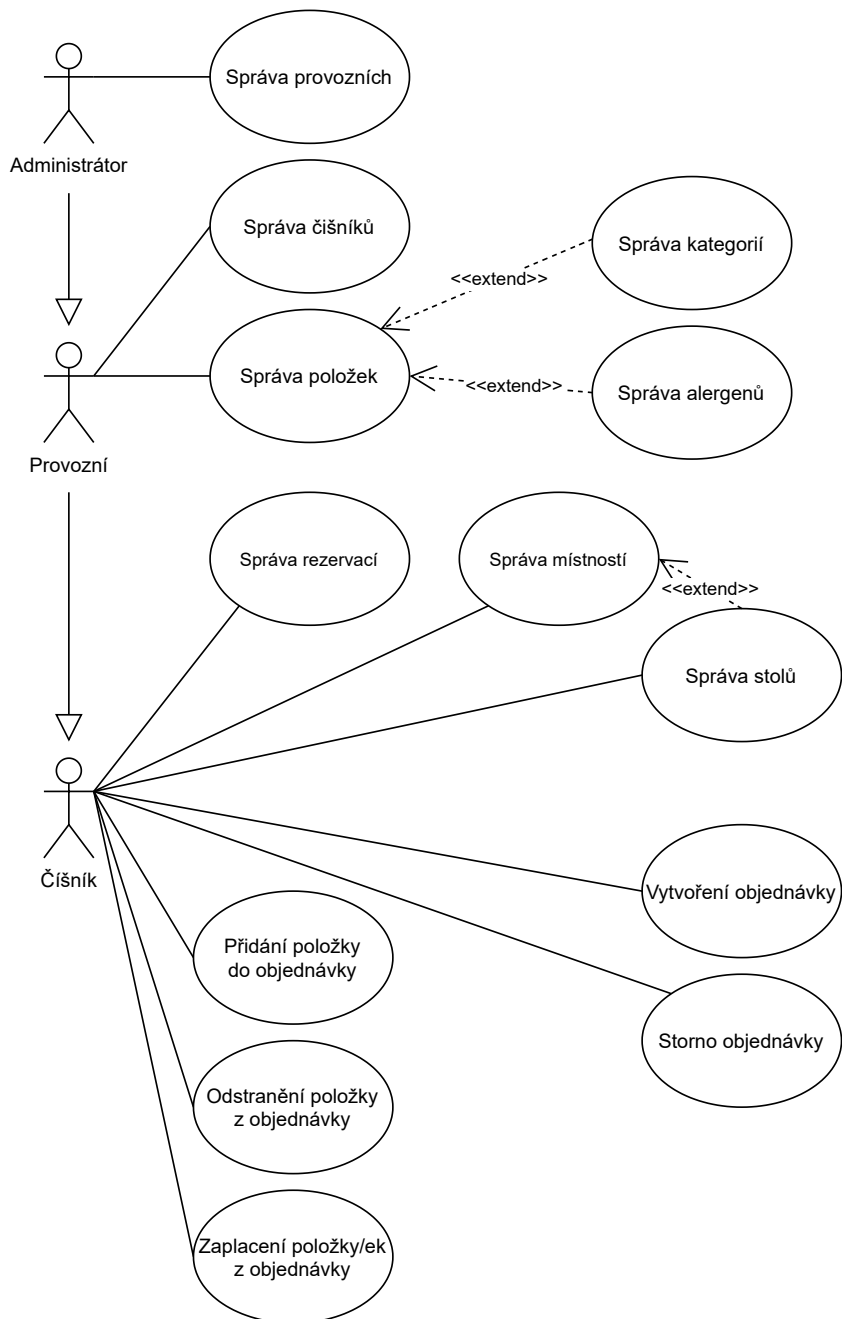 Správa provozních
Administrátor
Správa čišníků
Správa kategorií
<<extend>>
Správa položek
<<extend>>
Správa alergenů
Provozní
Správa rezervací
Správa místností
<<extend>>
Správa stolů
Číšník
Vytvoření objednávky
Přidání položky
do objednávky
Storno objednávky
Odstranění položky
z objednávky
Zaplacení položky/ek
z objednávky